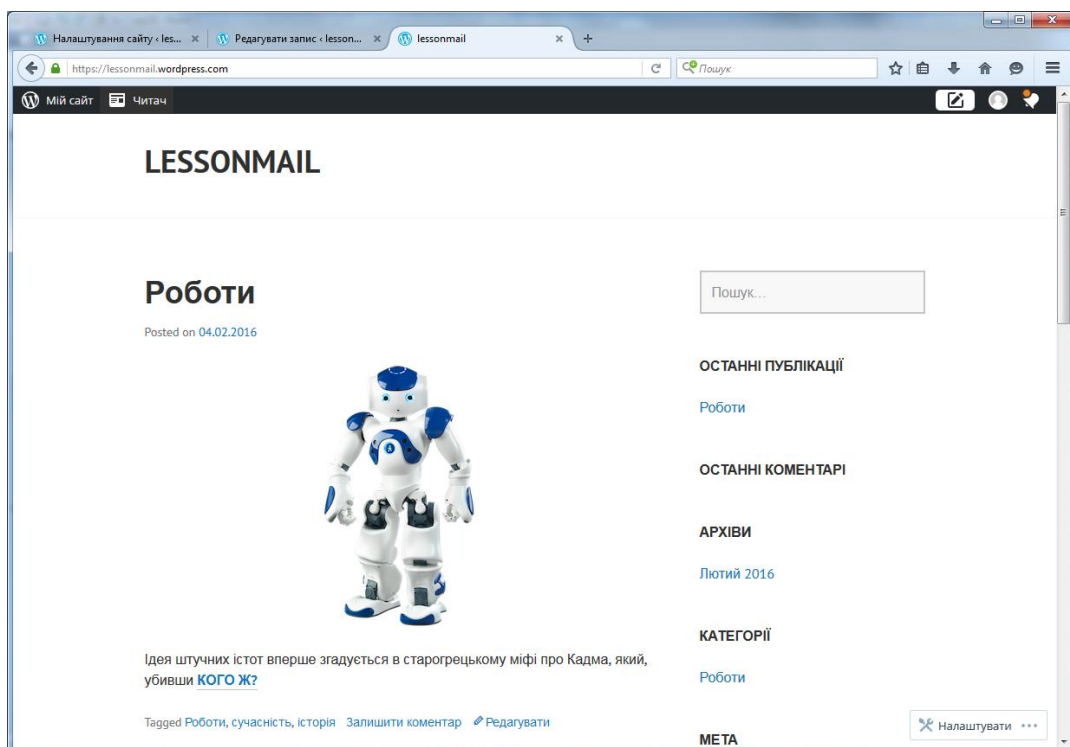 Налаштування сайту ‹ les...
Редагувати запис ‹ lesson...
lessonmail
https://lessonmail.wordpress.com
Пошук
Мій сайт
Читач
LESSONMAIL
Роботи
Posted on 04.02.2016
Ідея штучних істот вперше згадується в старогрецькому міфі про Кадма, який,
убивши КОГО Ж?
Tagged Роботи, сучасність, історія Залишити коментар Редагувати
Пошук...
ОСТАННІ ПУБЛІКАЦІЇ
Роботи
ОСТАННІ КОМЕНТАРІ
АРХІВИ
Лютий 2016
КАТЕГОРІЇ
Роботи
МЕТА
Налаштувати